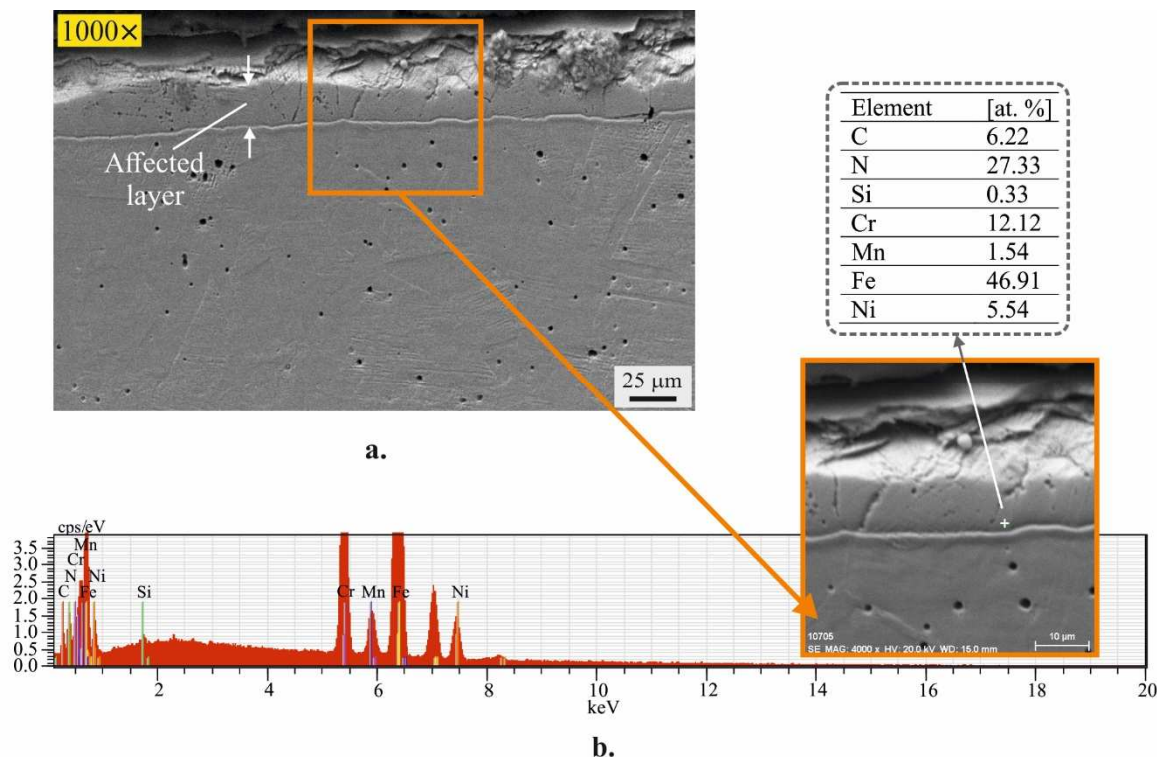 1000×
Affected
layer
25 µm
a.
Element [at. %]
C 6.22
N 27.33
Si 0.33
Cr 12.12
Mn 1.54
Fe 46.91
Ni 5.54
10705
SE MAG: 4000 x HV: 20.0 kV WD: 15.0 mm
10 µm
cps/eV
Mn
Cr
N Ni
C Fe Si Cr Mn Fe Ni
3.5
3.0
2.5
2.0
1.5
1.0
0.5
0.0
2 4 6 8 10 12 14 16 18 20
keV
b.